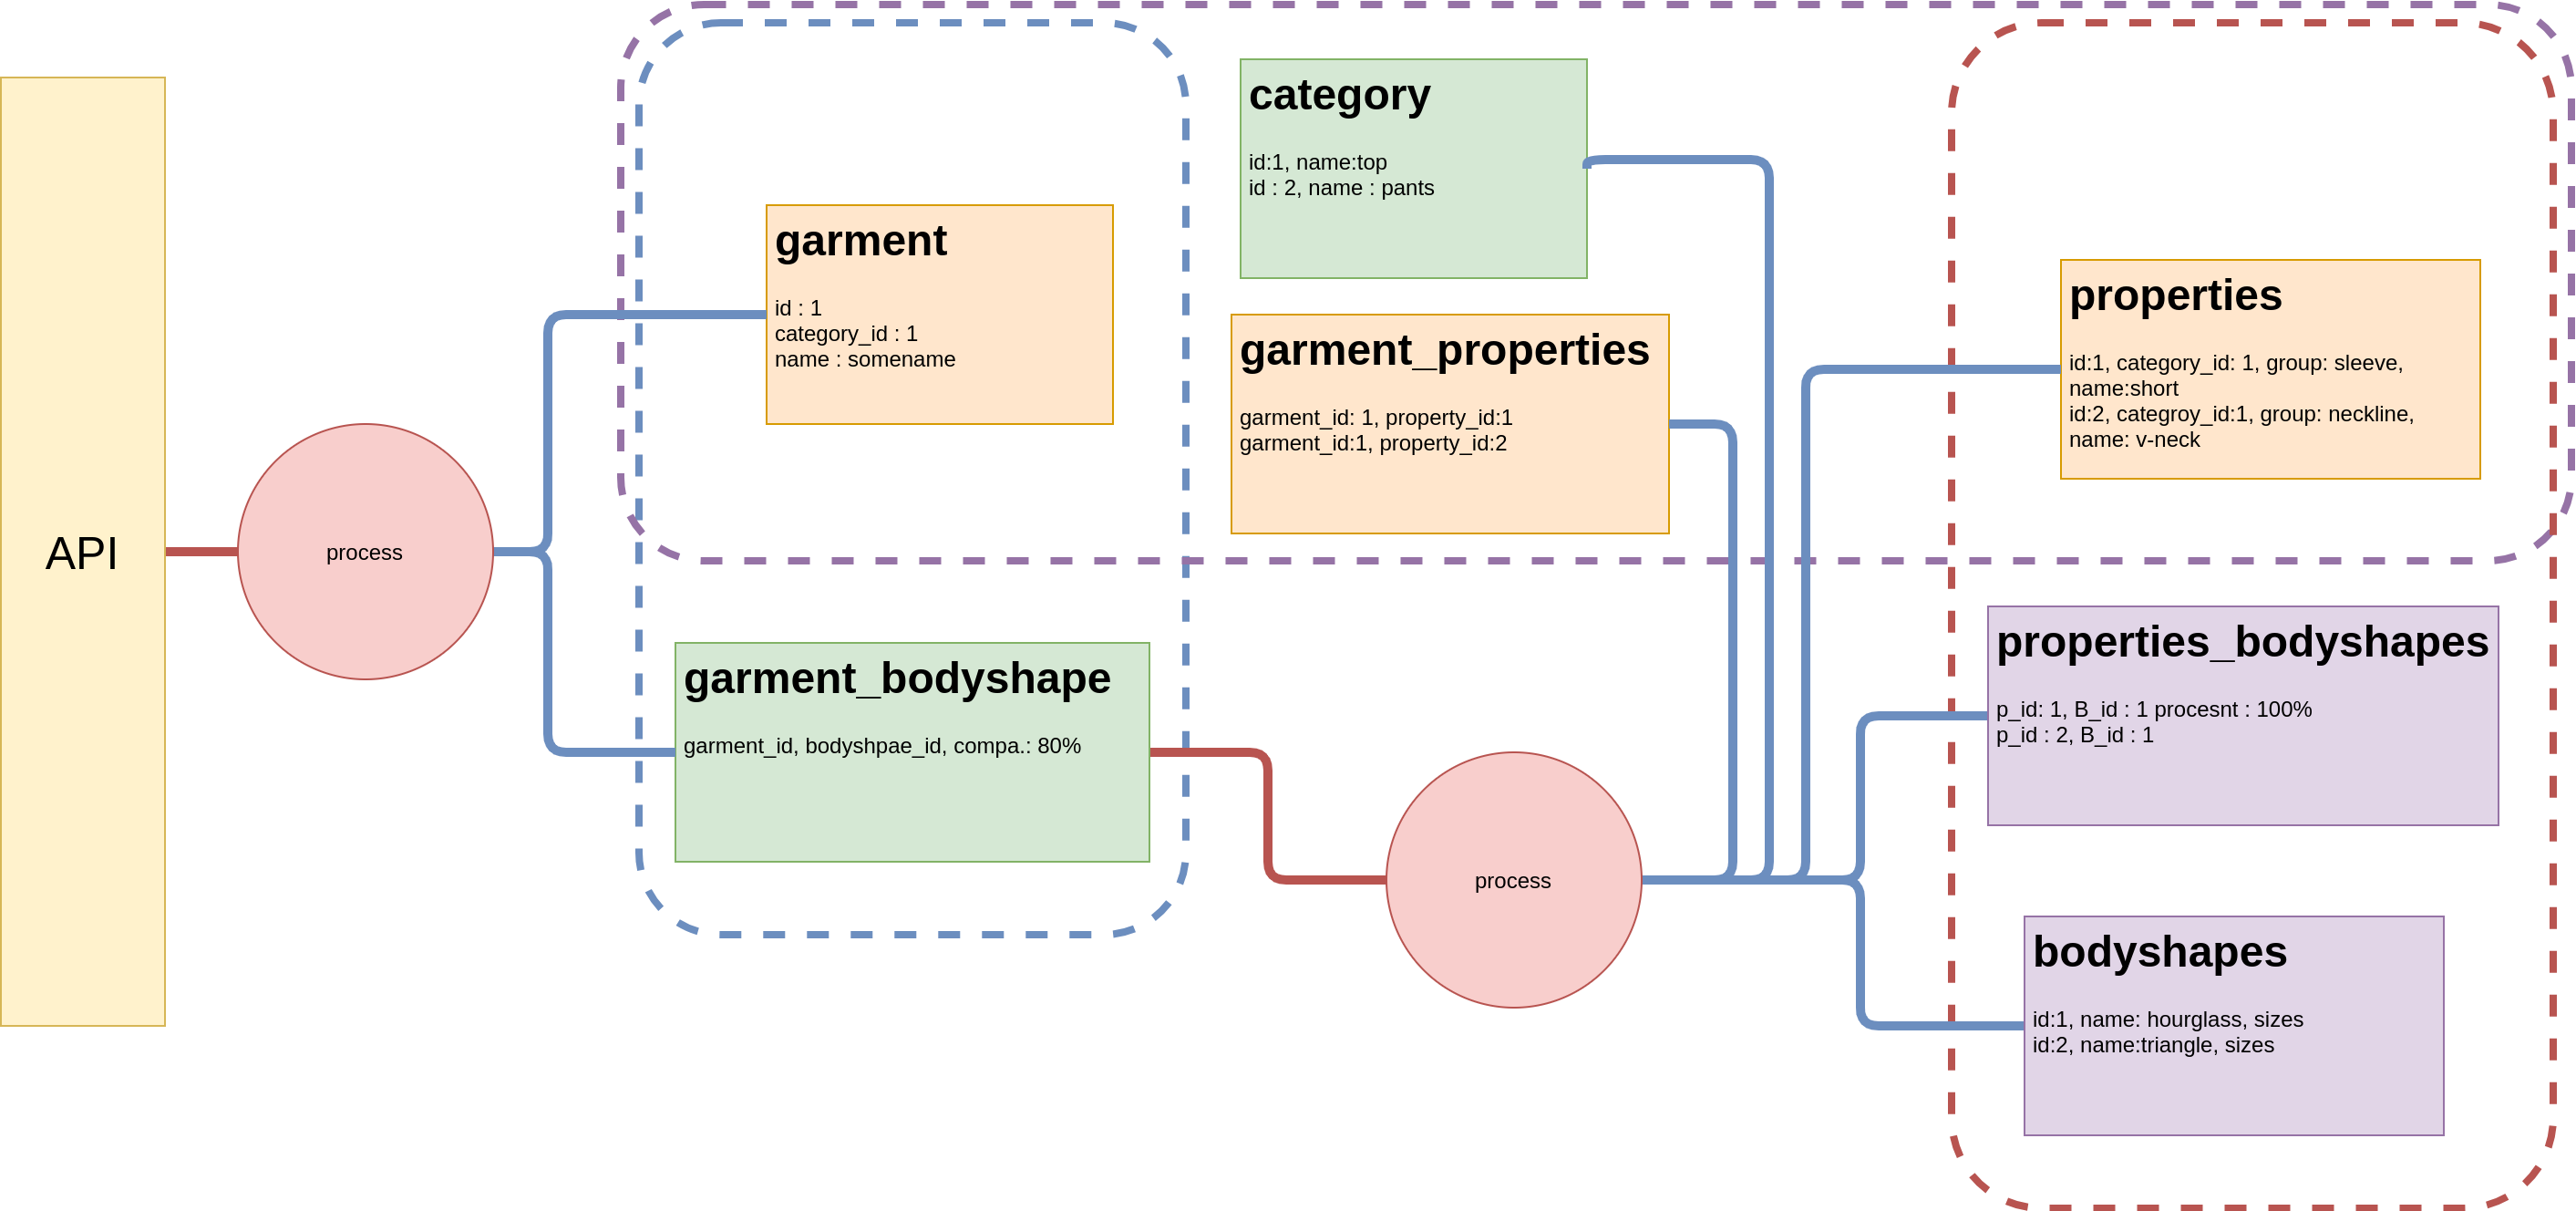 API
process
garment
id : 1
category_id : 1
name : somename
garment_bodyshape
garment_id, bodyshpae_id, compa.: 80%
category
id:1, name:top
id : 2, name : pants
garment_properties
garment_id: 1, property_id:1
garment_id:1, property_id:2
process
properties
id:1, category_id: 1, group: sleeve,
name:short
id:2, categroy_id:1, group: neckline,
name: v-neck
properties_bodyshapes
p_id: 1, B_id : 1 procesnt : 100%
p_id : 2, B_id : 1
bodyshapes
id:1, name: hourglass, sizes
id:2, name:triangle, sizes